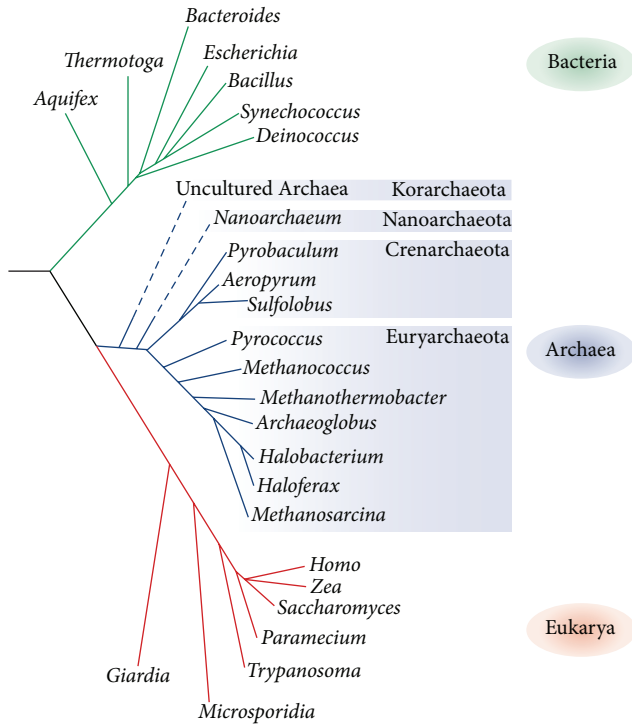 Bacteroides
Thermotoga
Escherichia
Bacteria
Bacillus
Aquifex
Synechococcus
Deinococcus
Uncultured Archaea Korarchaeota
Nanoarchaeum Nanoarchaeota
Pyrobaculum Crenarchaeota
Aeropyrum
Sulfolobus
Pyrococcus Euryarchaeota
Archaea
Methanococcus
Methanothermobacter
Archaeoglobus
Halobacterium
Haloferax
Methanosarcina
Homo
Zea
Saccharomyces
Eukarya
Paramecium
Giardia
Trypanosoma
Microsporidia